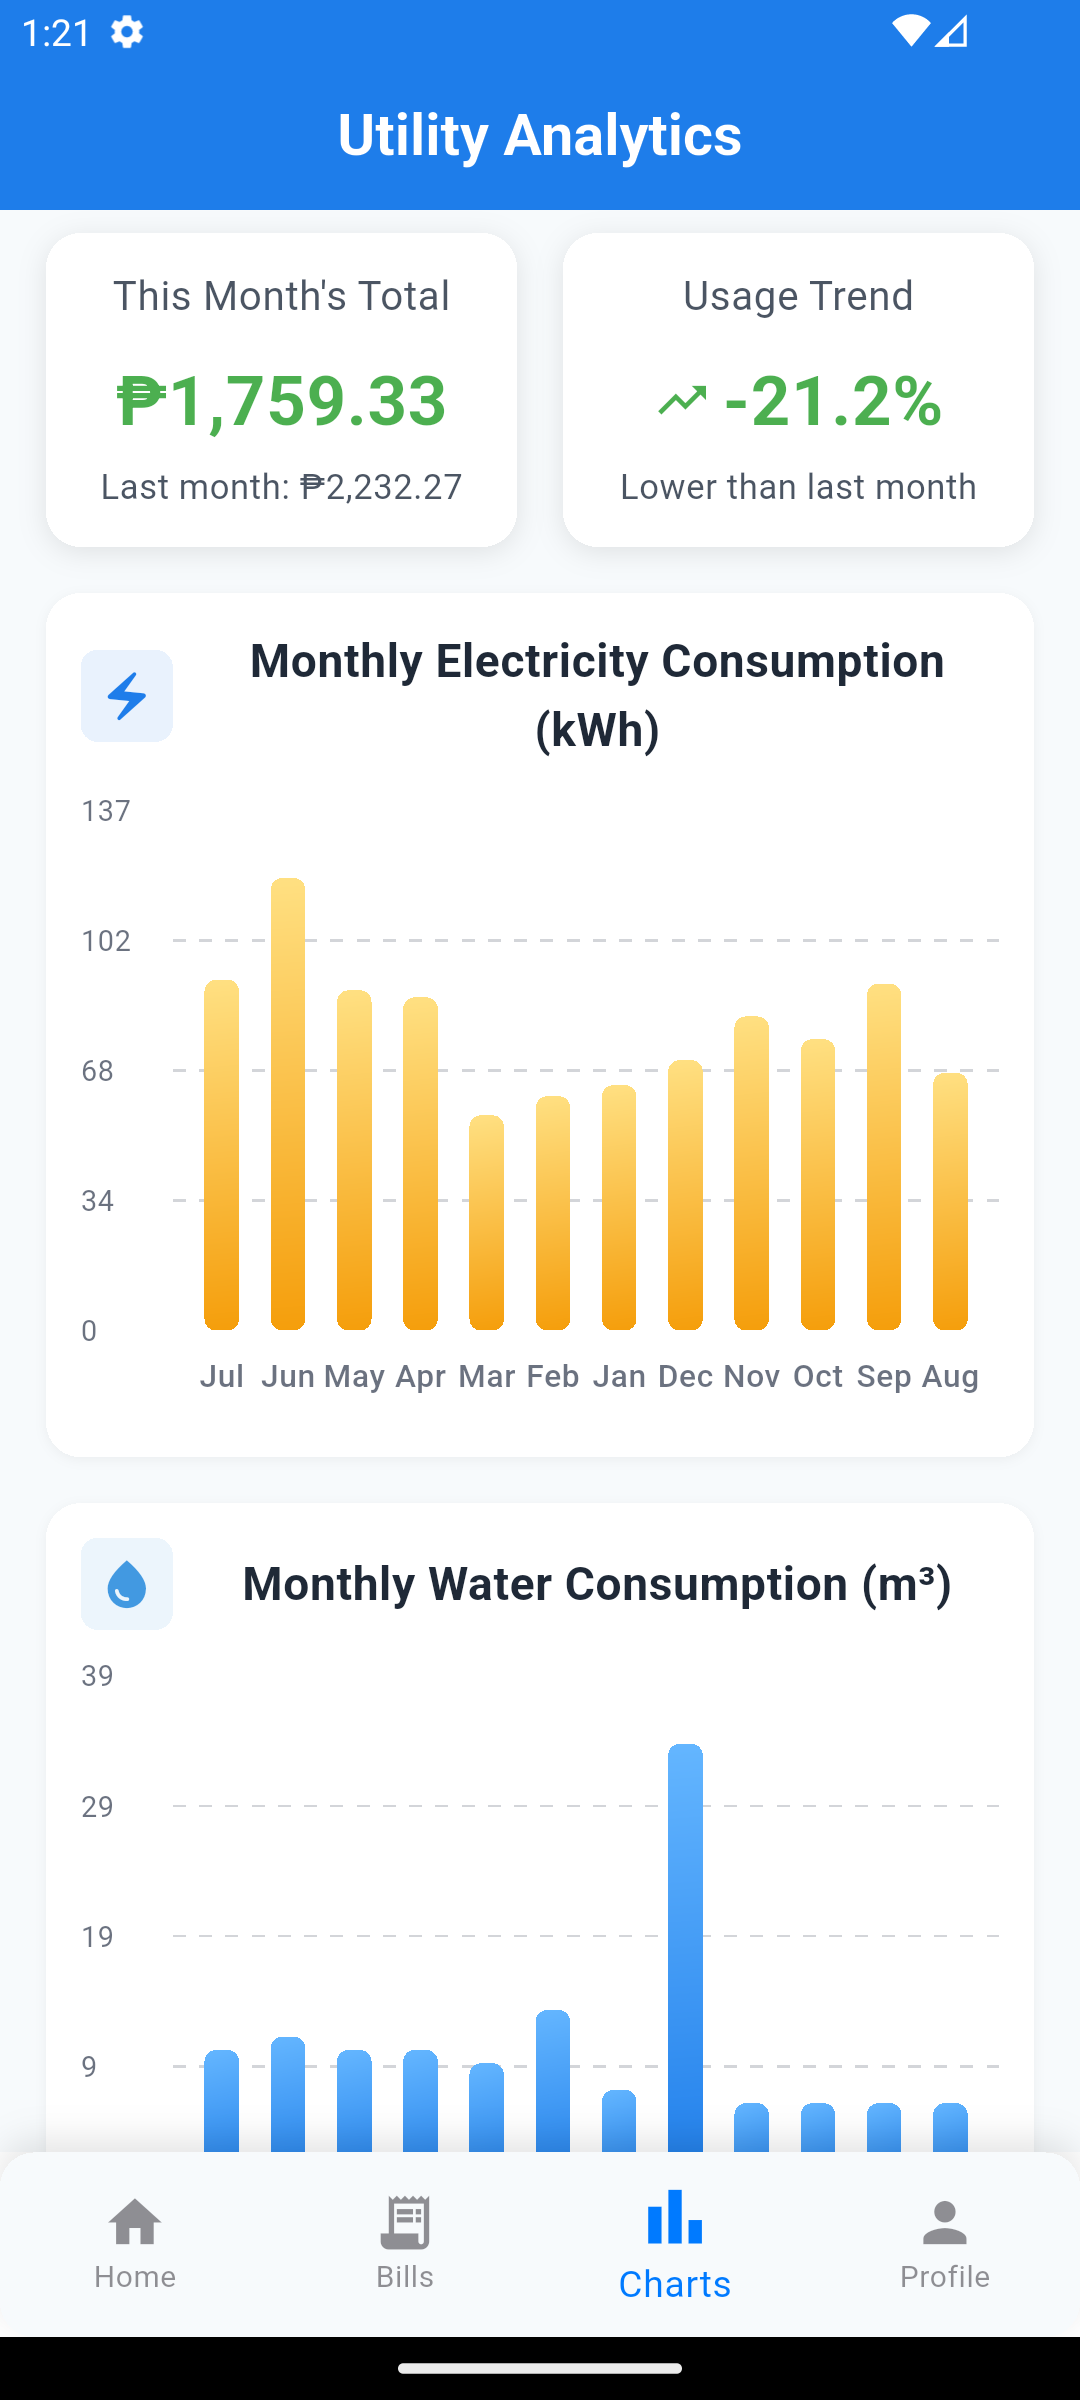 1:21
Utility Analytics
This Month's Total
₱1,759.33
Last month: ₱2,232.27
Usage Trend
-21.2%
Lower than last month
Monthly Electricity Consumption
(kWh)
137
102
68
34
0
Jul Jun May Apr Mar Feb Jan Dec Nov Oct Sep Aug
Monthly Water Consumption (m³)
39
29
19
9
Home
Bills
Charts
Profile